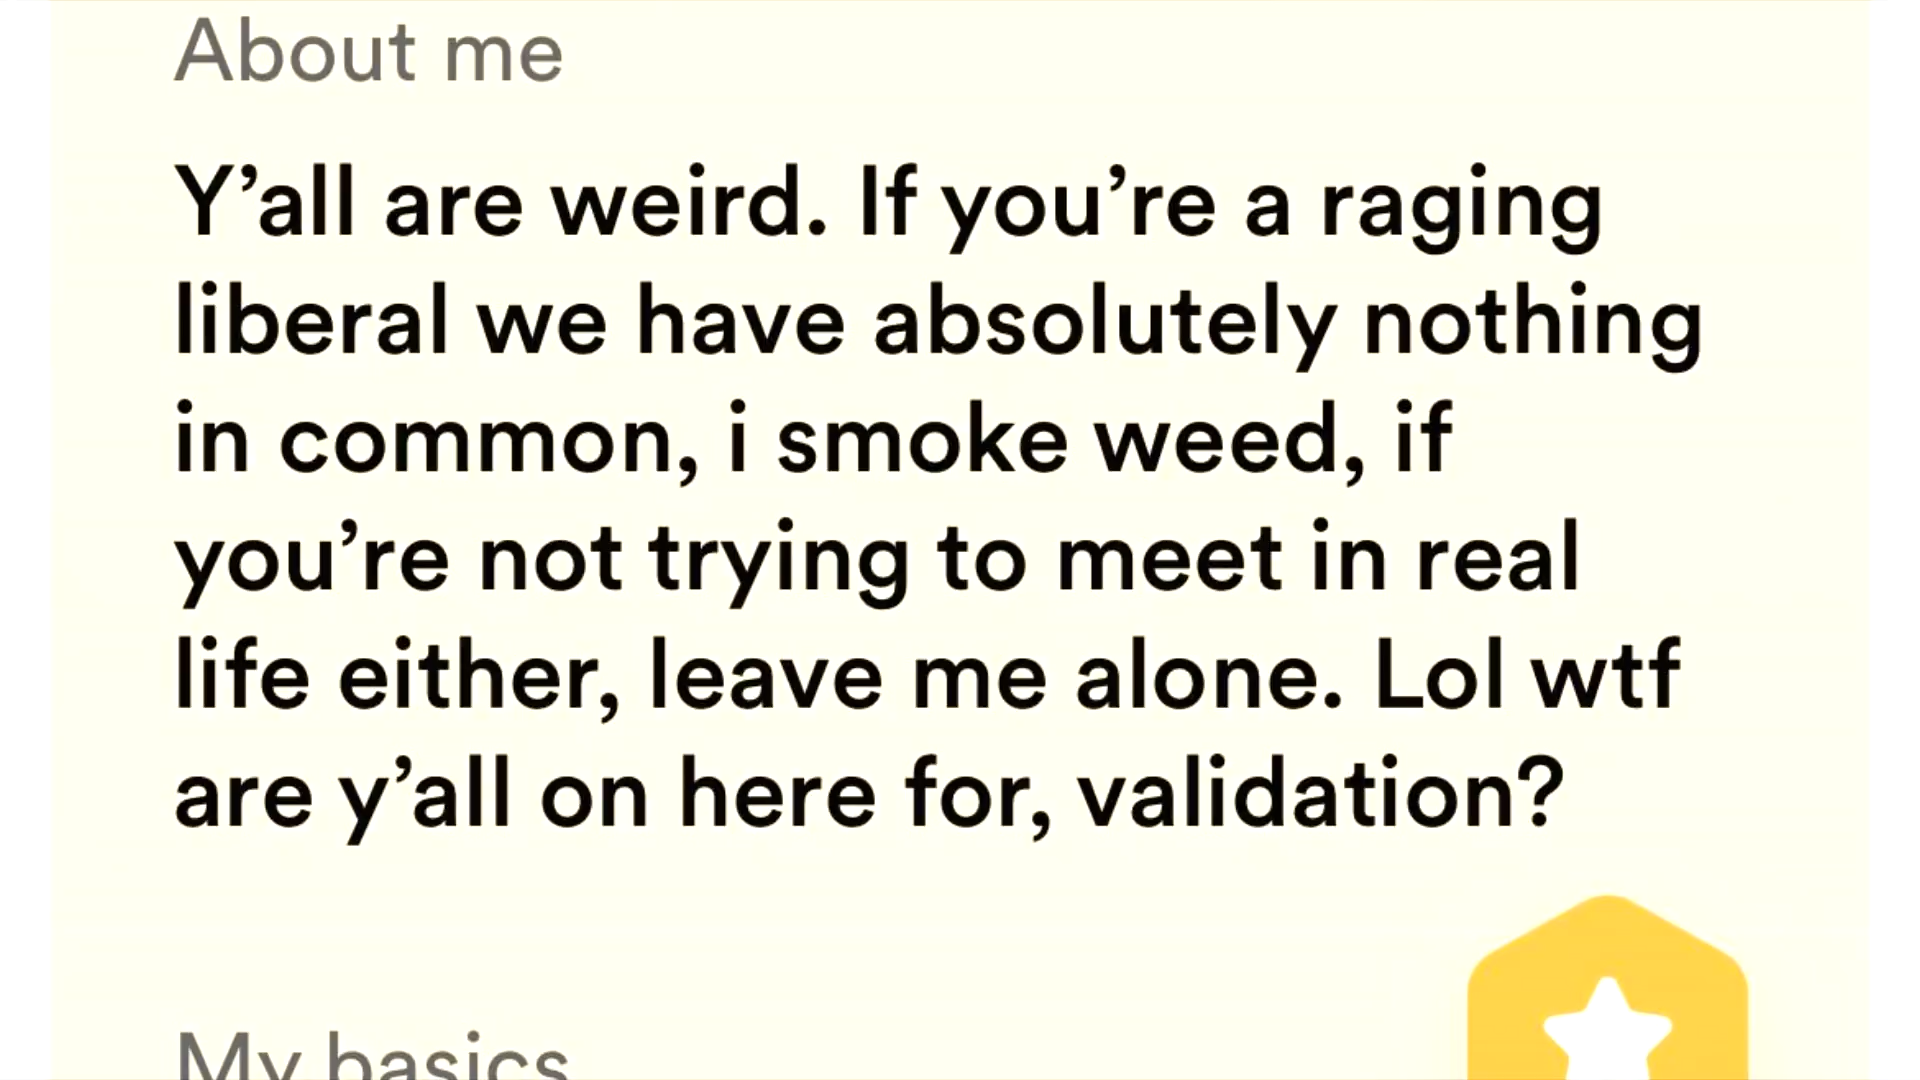 About me
Y’all are weird. If you’re a raging
liberal we have absolutely nothing
in common, i smoke weed, if
you’re not trying to meet in real
life either, leave me alone. Lol wtf
are y’all on here for, validation?
My basics